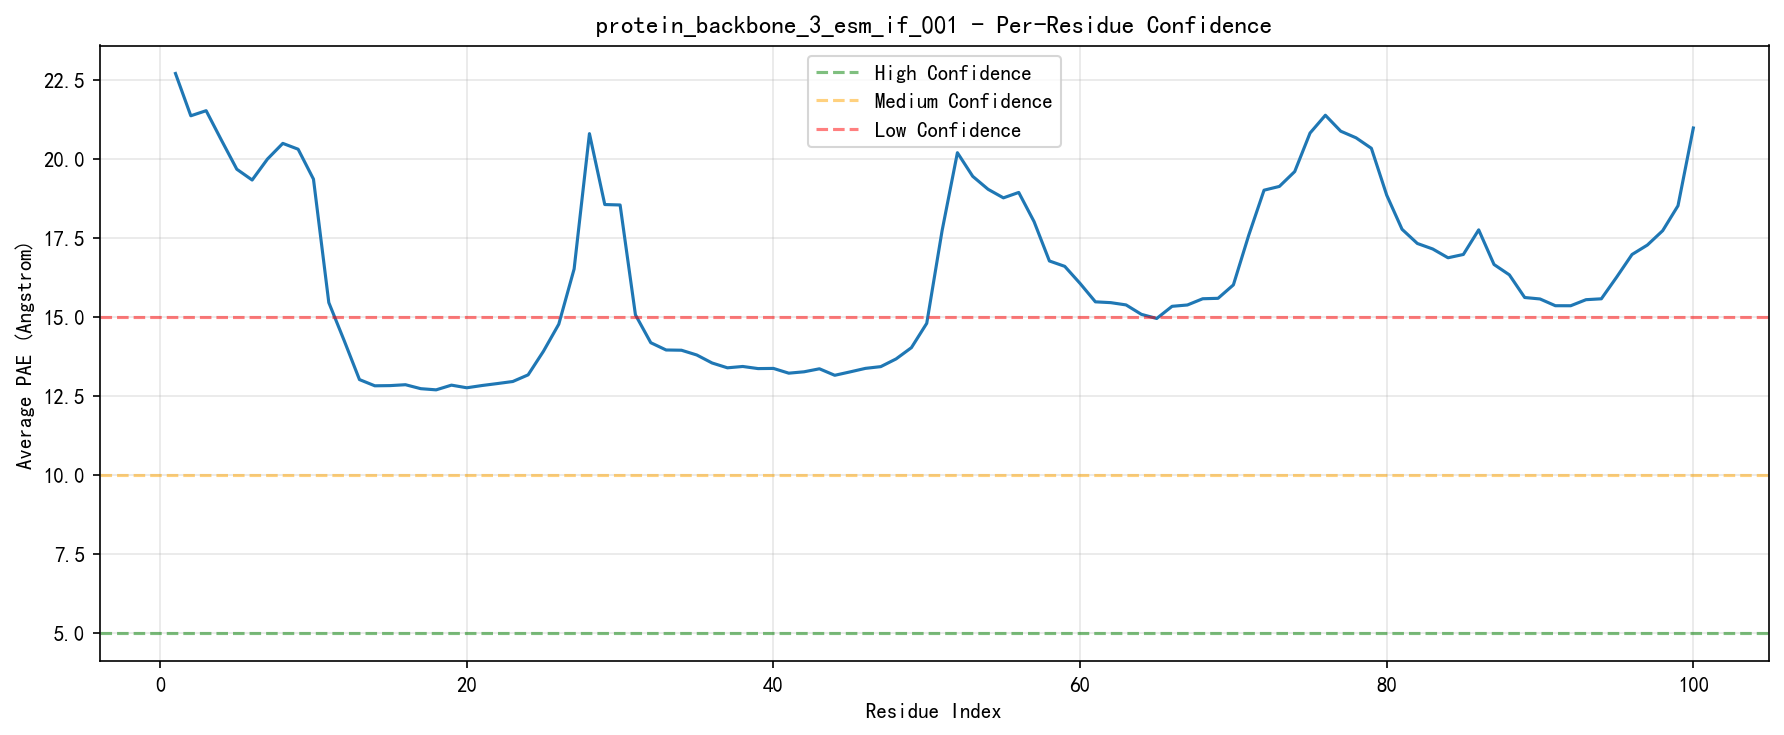 protein_backbone_3_esm_if_001 - Per-Residue Confidence
High Confidence
Medium Confidence
Low Confidence
Average PAE (Angstrom)
22.5
20.0
17.5
15.0
12.5
10.0
7.5
5.0
0 20 40 60 80 100
Residue Index